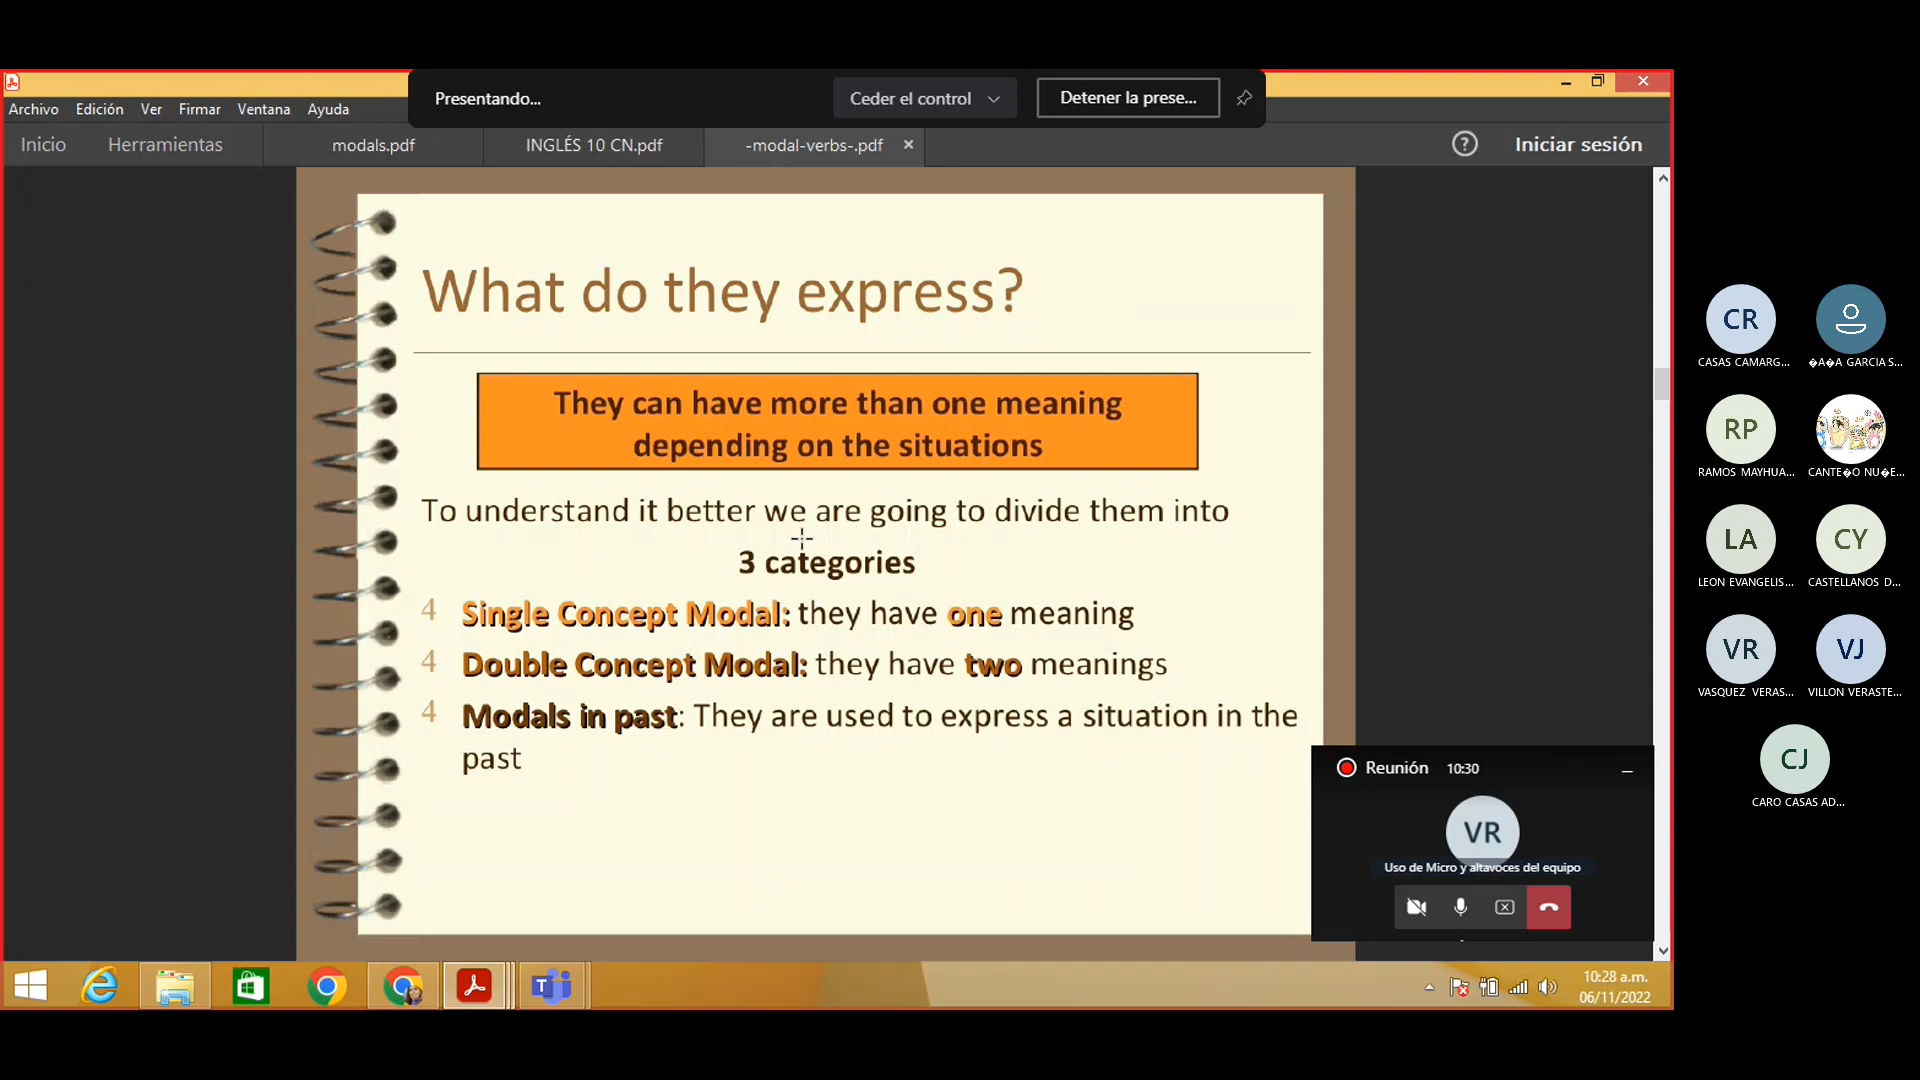 Presentando...
Ceder el control
Detener la prese...
Archivo Edición Ver Firmar Ventana Ayuda
Inicio Herramientas modals.pdf INGLÉS 10 CN.pdf -modal-verbs-.pdf Iniciar sesión
What do they express?
They can have more than one meaning
depending on the situations
To understand it better we are going to divide them into
3 categories
4 Single Concept Modal: they have one meaning
4 Double Concept Modal: they have two meanings
4 Modals in past: They are used to express a situation in the
past
Reunión 10:30
VR
Uso de Micro y altavoces del equipo
10:28 a.m.
06/11/2022
CR
CASAS CAMARG...
�A�A GARCIA S...
RP
RAMOS MAYHUA...
CANTE�O NU�E...
LA
LEON EVANGELIS...
CY
CASTELLANOS D...
VR
VASQUEZ VERAS...
VJ
VILLON VERASTE...
CJ
CARO CASAS AD...